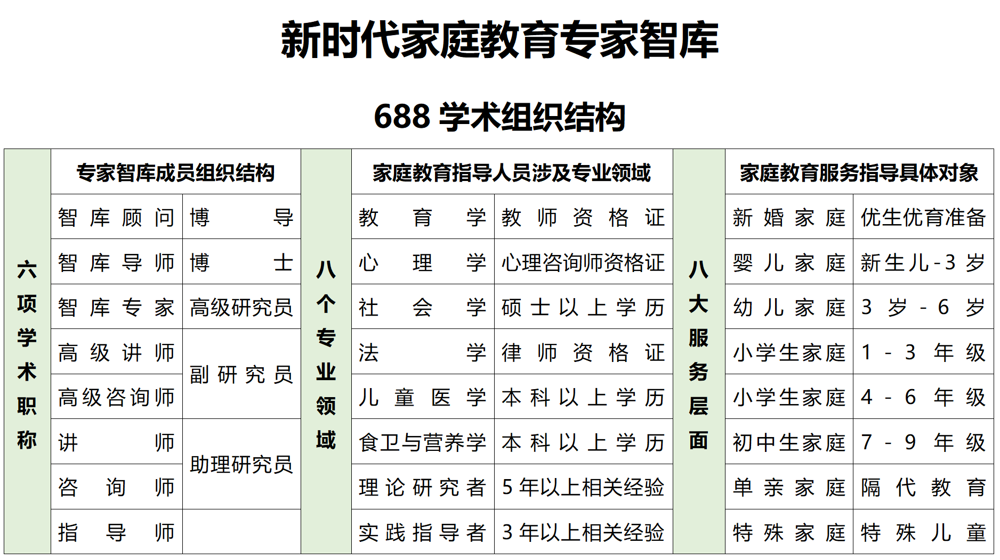 新时代家庭教育专家智库
688 学术组织结构
六项学术职称
专家智库成员组织结构
八个专业领域
家庭教育指导人员涉及专业领域
八大服务层面
家庭教育服务指导具体对象
智库顾问 博导 教育学 教师资格证 新婚家庭 优生优育准备
智库导师 博士 心理学 心理咨询师资格证 婴儿家庭 新生儿-3岁
智库专家 高级研究员 社会学 硕士以上学历 幼儿家庭 3岁-6岁
高级讲师 副研究员 法学 律师资格证 小学生家庭 1-3年级
高级咨询师 儿童医学 本科以上学历 小学生家庭 4-6年级
讲师 助理研究员 食卫与营养学 本科以上学历 初中生家庭 7-9年级
咨询师 理论研究者 5年以上相关经验 单亲家庭 隔代教育
指导师 实践指导者 3年以上相关经验 特殊家庭 特殊儿童